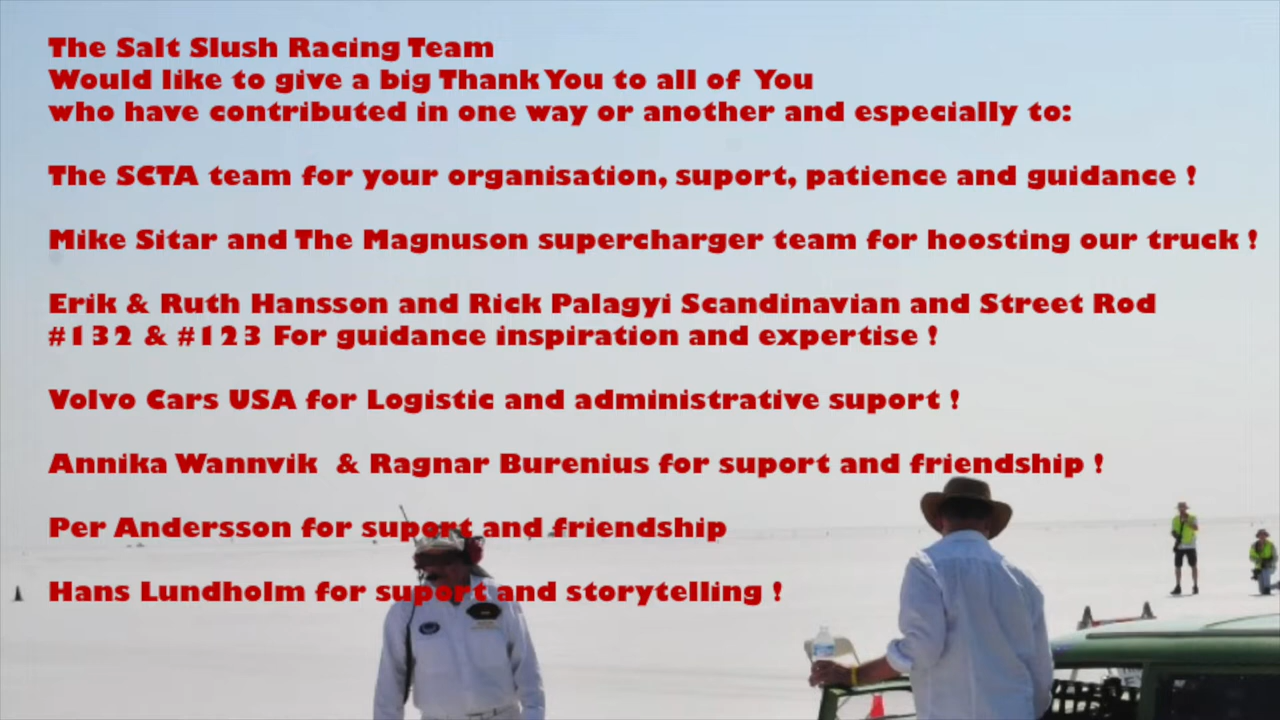 The Salt Slush Racing Team
Would like to give a big Thank You to all of You
who have contributed in one way or another and especially to:
The SCTA team for your organisation, suport, patience and guidance !
Mike Sitar and The Magnuson supercharger team for hoosting our truck !
Erik & Ruth Hansson and Rick Palagyi Scandinavian and Street Rod
#132 & #123 For guidance inspiration and expertise !
Volvo Cars USA for Logistic and administrative suport !
Annika Wannvik & Ragnar Burenius for suport and friendship !
Per Andersson for suport and friendship
Hans Lundholm for suport and storytelling !